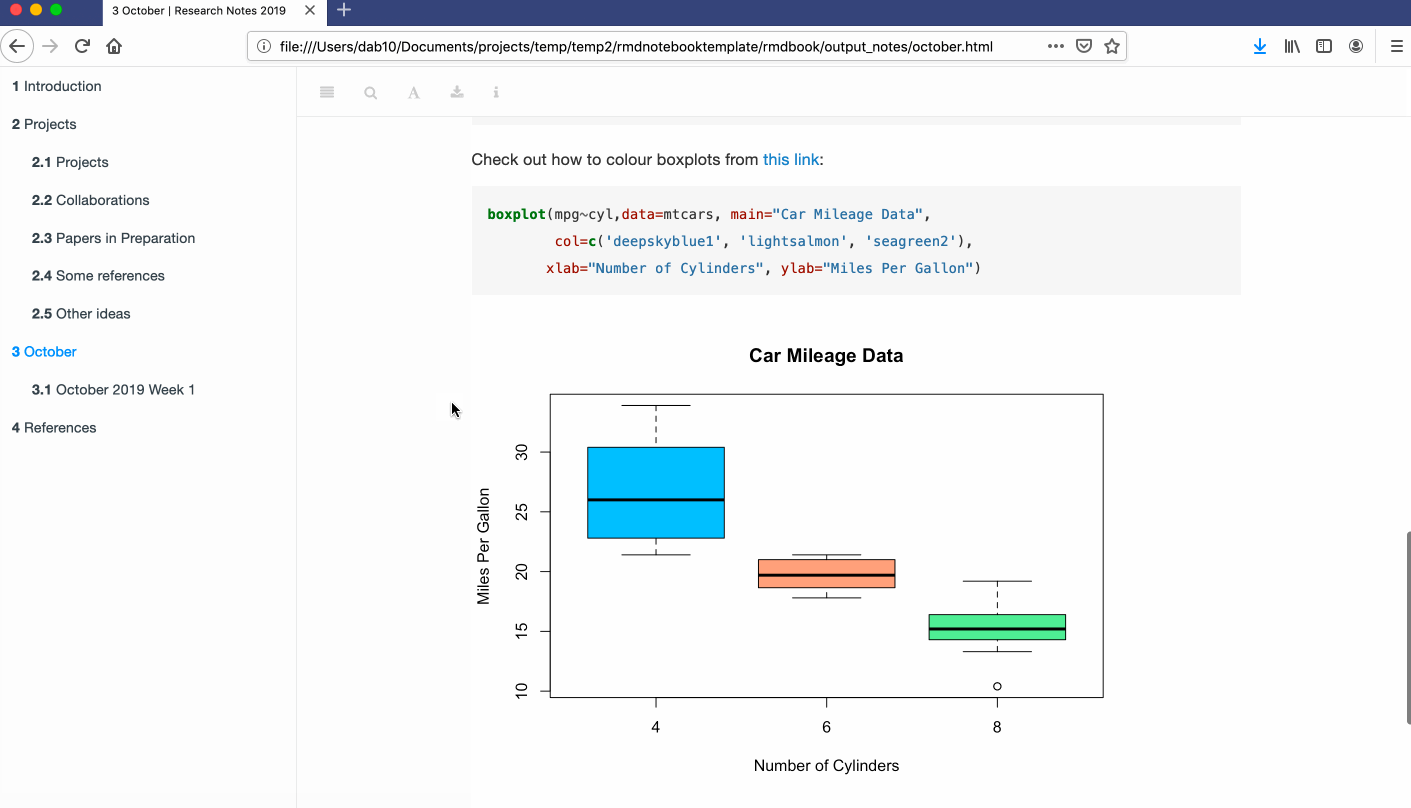 3 October | Research Notes 2019
file:///Users/dab10/Documents/projects/temp/temp2/rmdnotebooktemplate/rmdbook/output_notes/october.html
1 Introduction
2 Projects
2.1 Projects
2.2 Collaborations
2.3 Papers in Preparation
2.4 Some references
2.5 Other ideas
3 October
3.1 October 2019 Week 1
4 References
A
i
Check out how to colour boxplots from this link:
boxplot(mpg~cyl,data=mtcars, main="Car Mileage Data",
col=c('deepskyblue1', 'lightsalmon', 'seagreen2'),
xlab="Number of Cylinders", ylab="Miles Per Gallon")
Car Mileage Data
Miles Per Gallon
30
25
20
15
10
4 6 8
Number of Cylinders